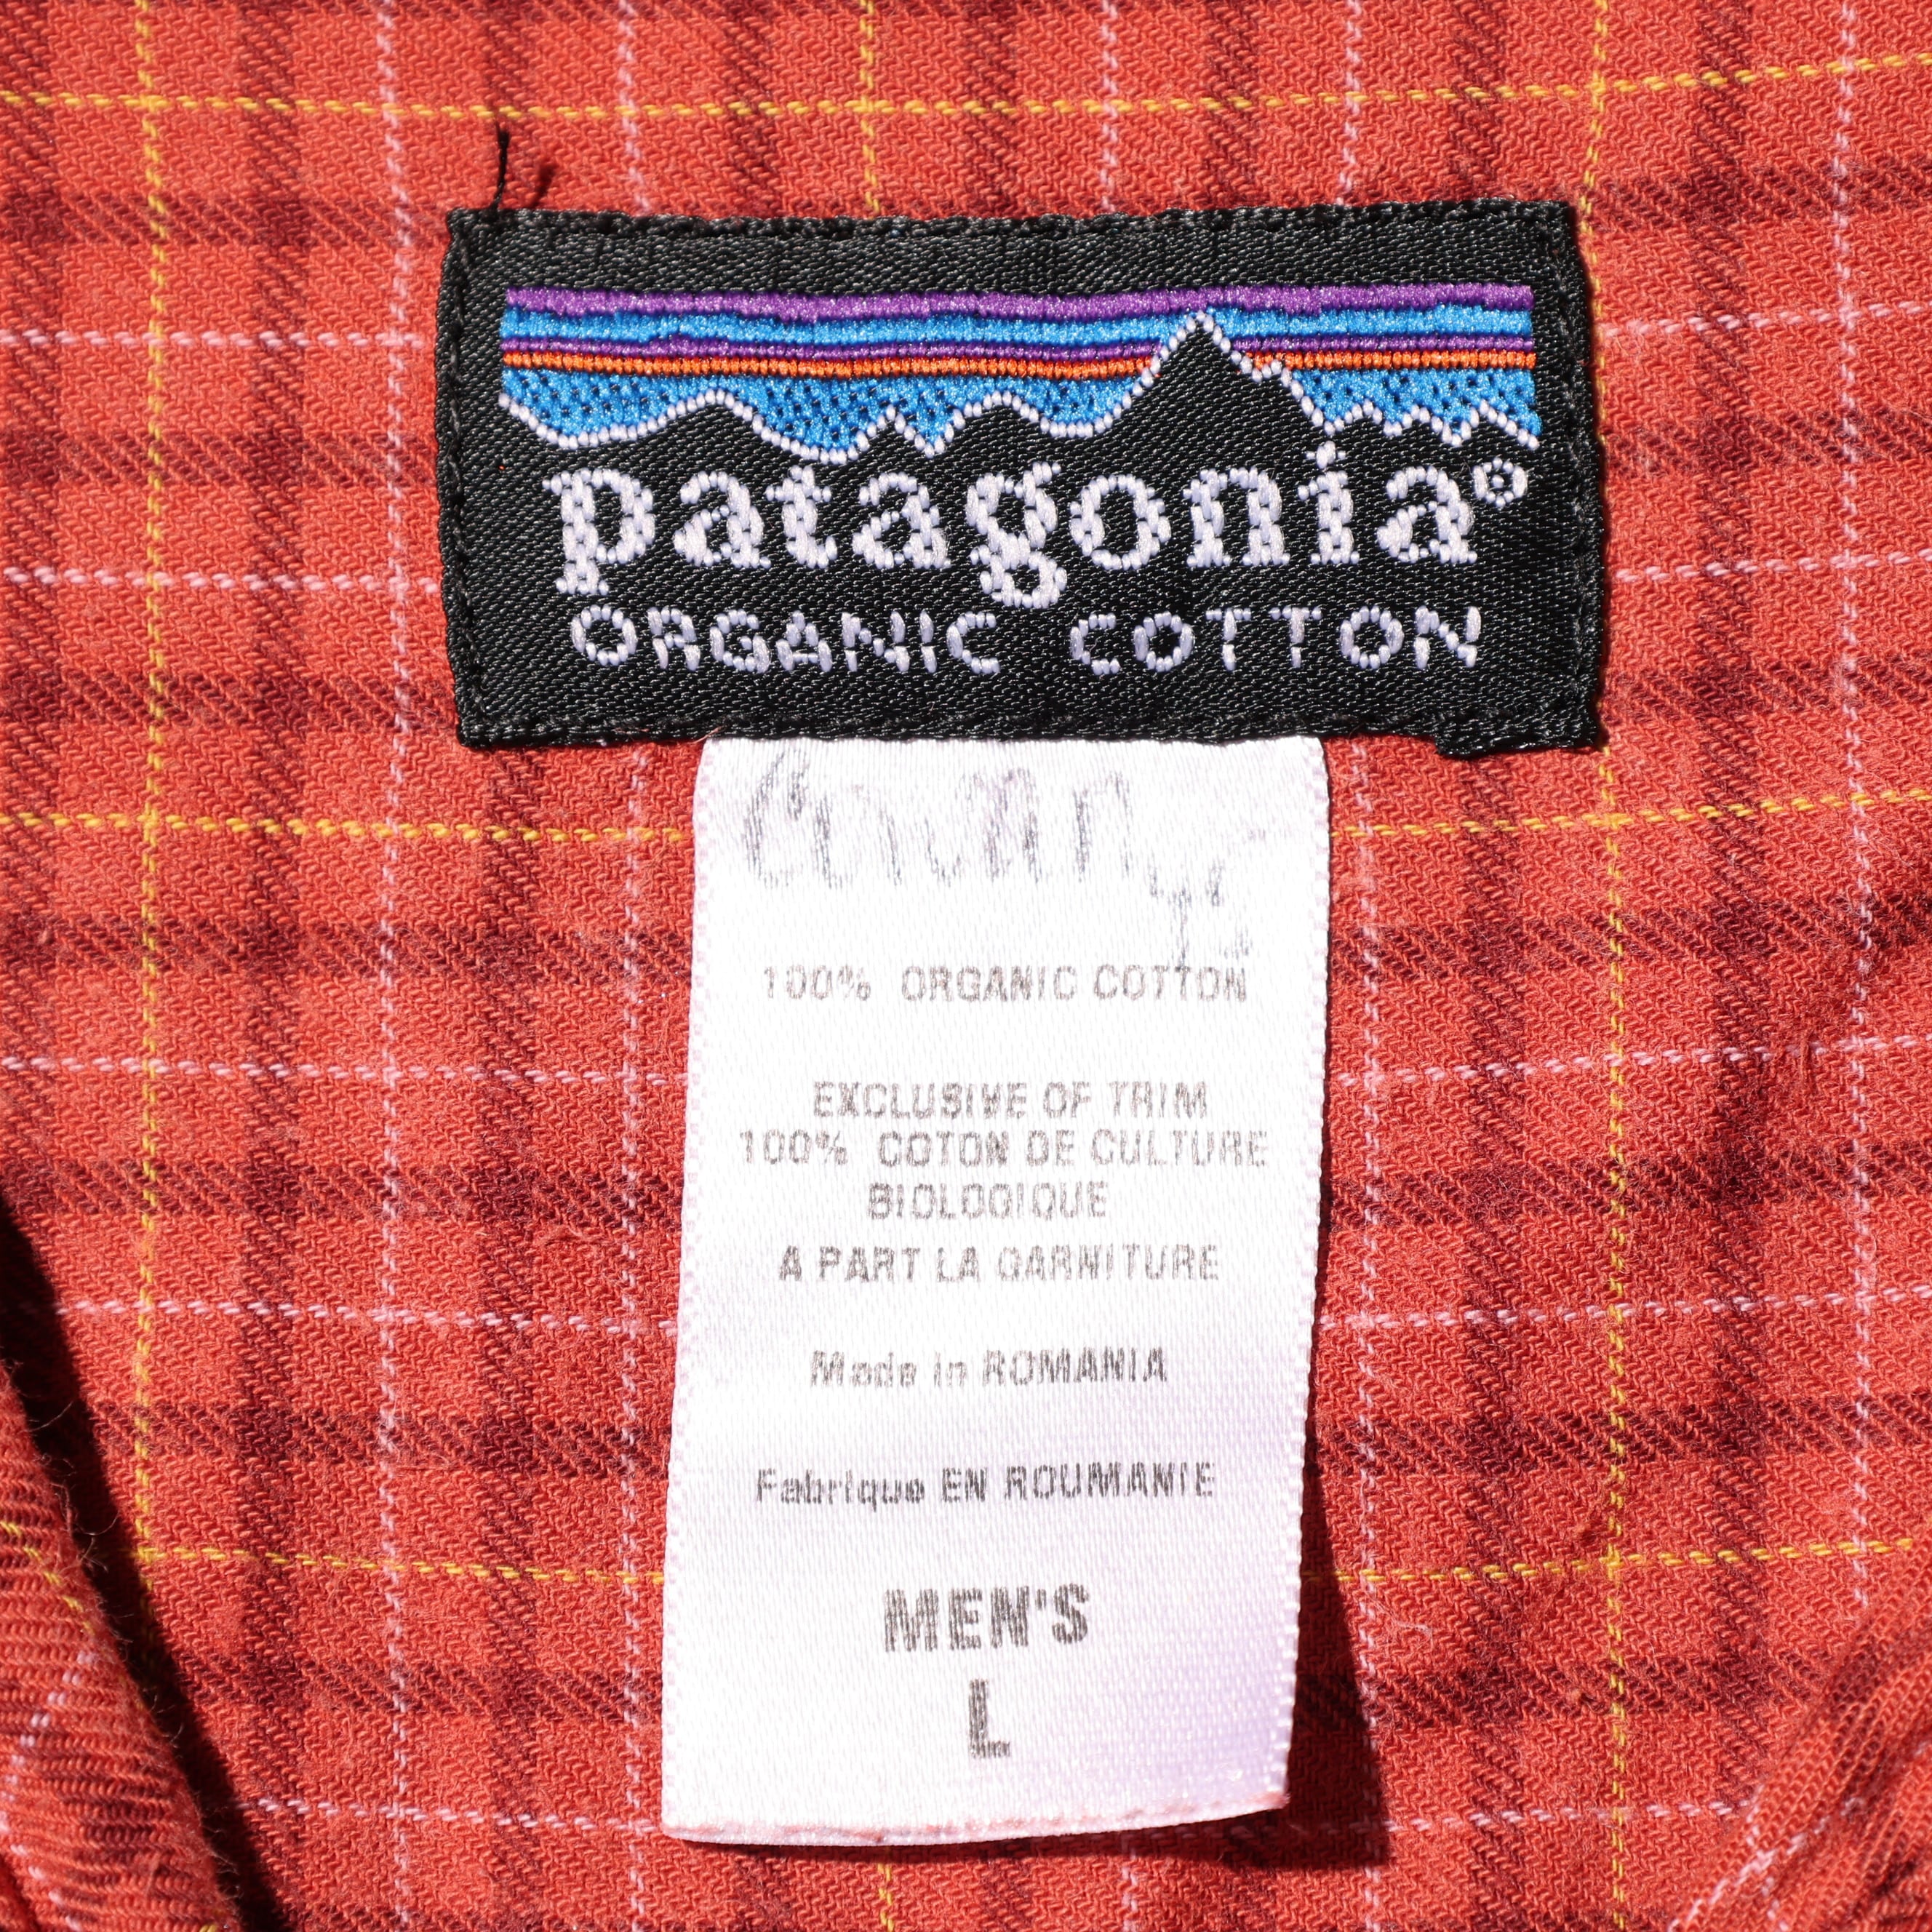 patagonia®
ORGANIC COTTON
100% ORGANIC COTTON
EXCLUSIVE OF TRIM
100% COTON DE CULTURE
BIOLOGIQUE
A PART LA GARNITURE
Made in ROMANIA
Fabrique EN ROUMANIE
MEN'S
L